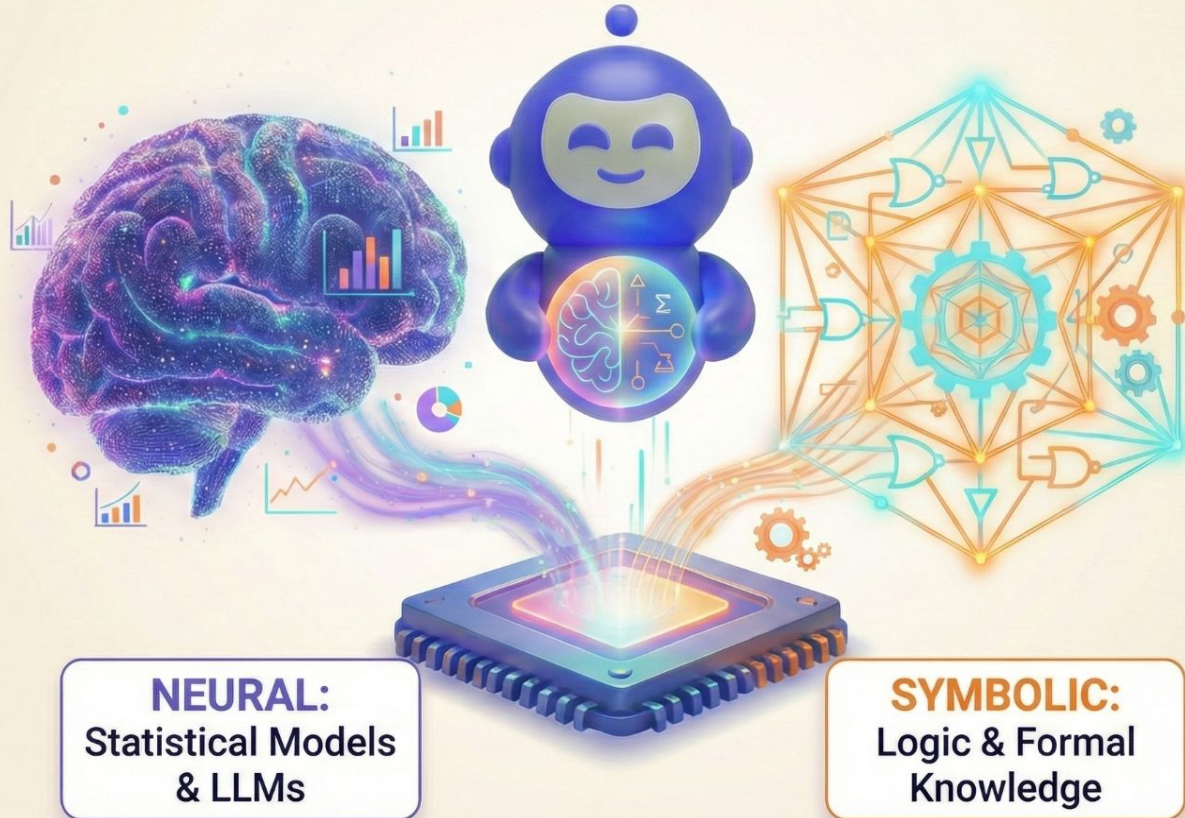 NEURAL:
Statistical Models
& LLMs
SYMBOLIC:
Logic & Formal
Knowledge